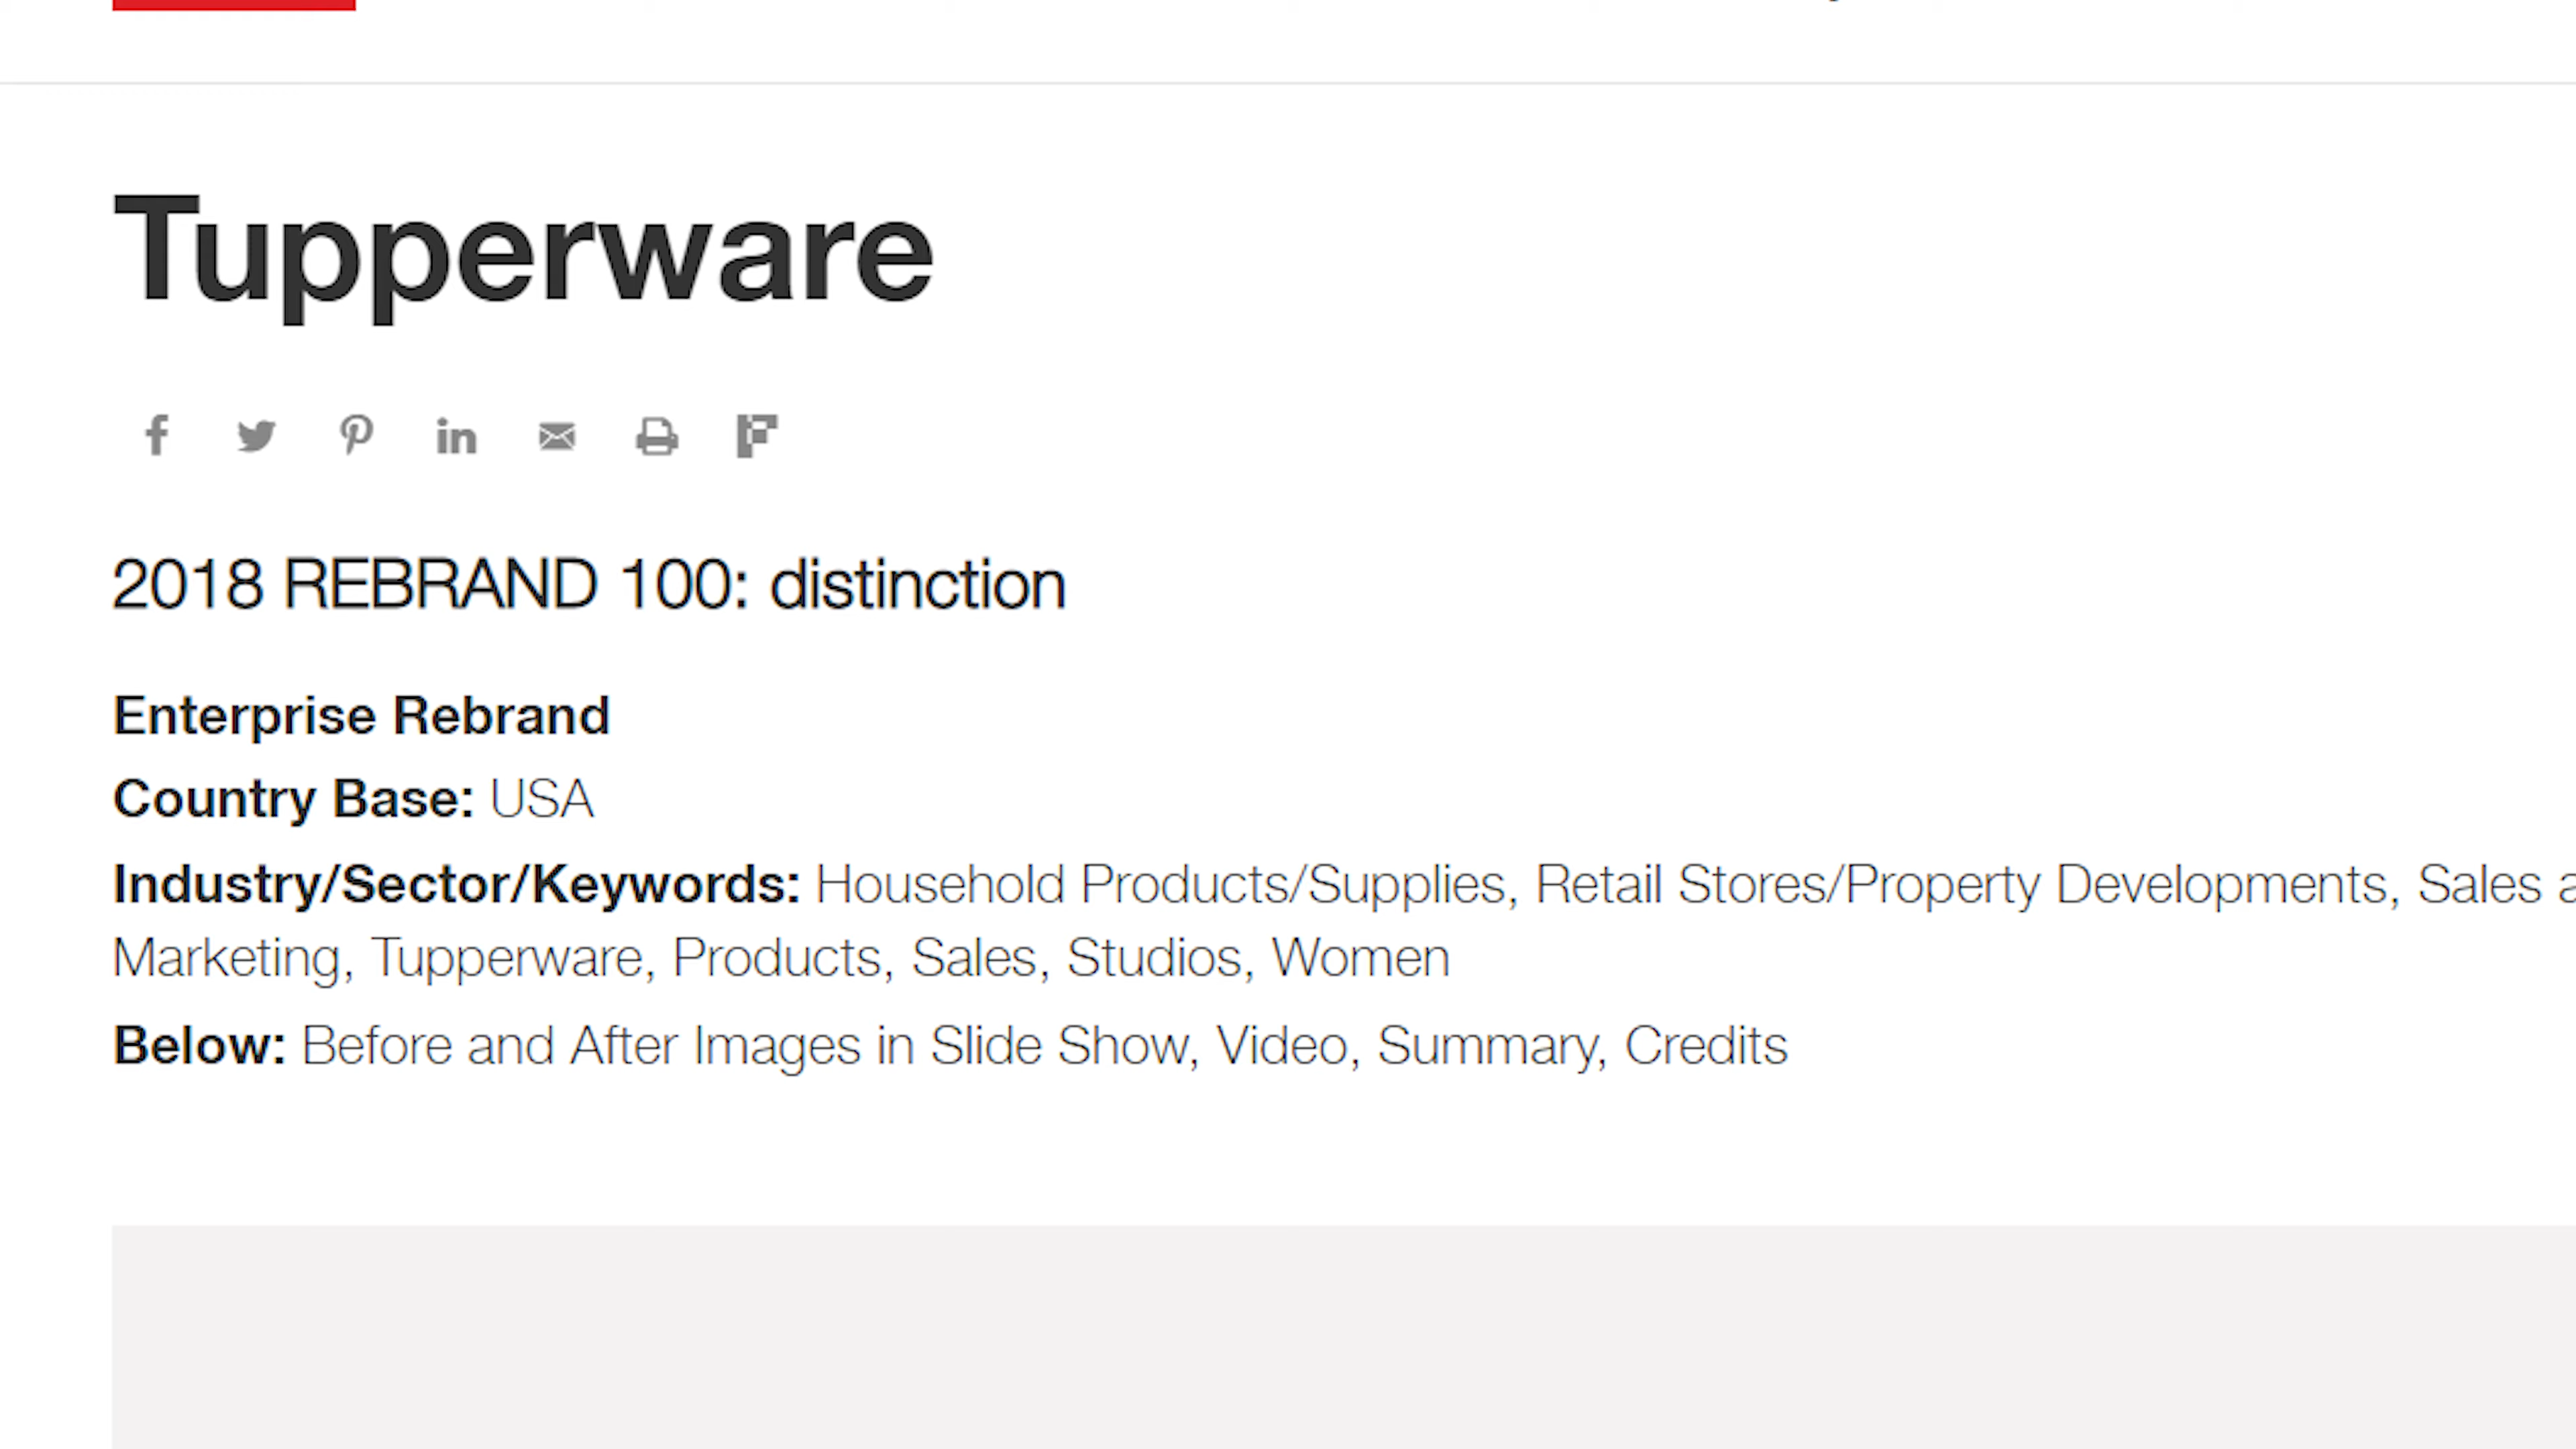 Tupperware
2018 REBRAND 100: distinction
Enterprise Rebrand
Country Base: USA
Industry/Sector/Keywords: Household Products/Supplies, Retail Stores/Property Developments, Sales
Marketing, Tupperware, Products, Sales, Studios, Women
Below: Before and After Images in Slide Show, Video, Summary, Credits